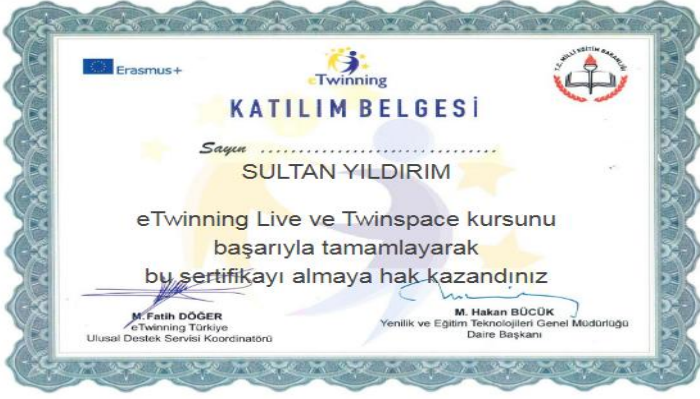 Erasmus+
eTwinning
T.C. MİLLÎ EĞİTİM BAKANLIĞI
KATILIM BELGESİ
Sayın ................................
SULTAN YILDIRIM
eTwinning Live ve Twinspace kursunu
başarıyla tamamlayarak
bu sertifikayı almaya hak kazandınız
M. Fatih DÖĞER
eTwinning Türkiye
Ulusal Destek Servisi Koordinatörü
M. Hakan BÜCÜK
Yenilik ve Eğitim Teknolojileri Genel Müdürlüğü
Daire Başkanı